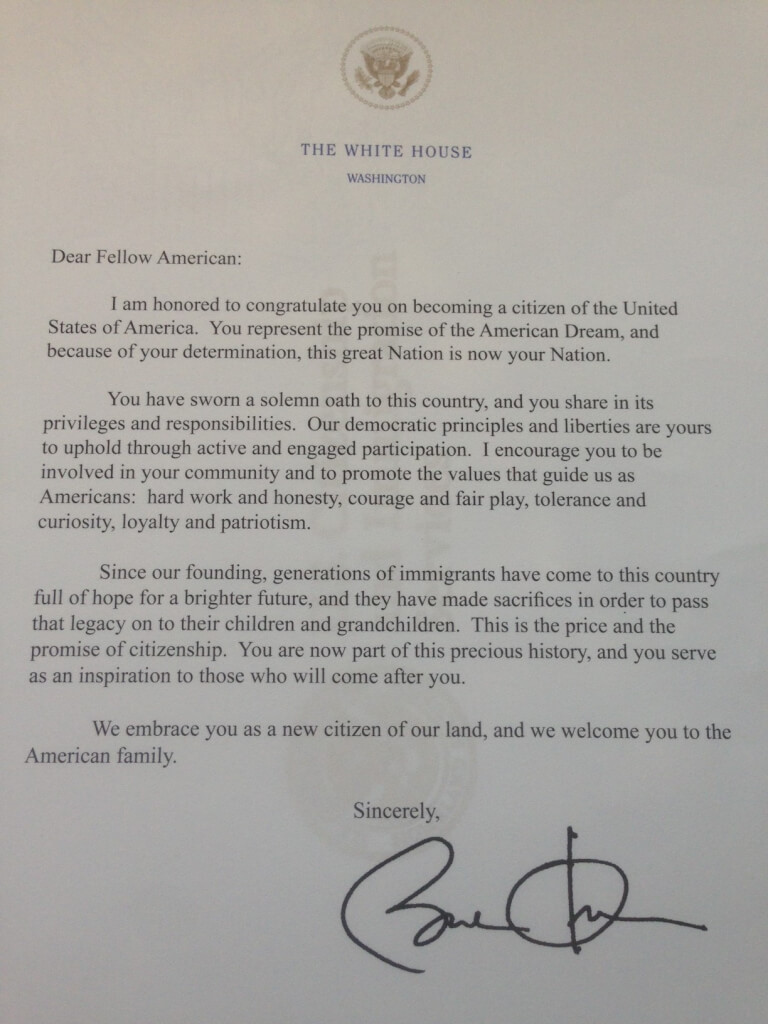 THE WHITE HOUSE
WASHINGTON
Dear Fellow American:
I am honored to congratulate you on becoming a citizen of the United
States of America. You represent the promise of the American Dream, and
because of your determination, this great Nation is now your Nation.
You have sworn a solemn oath to this country, and you share in its
privileges and responsibilities. Our democratic principles and liberties are yours
to uphold through active and engaged participation. I encourage you to be
involved in your community and to promote the values that guide us as
Americans: hard work and honesty, courage and fair play, tolerance and
curiosity, loyalty and patriotism.
Since our founding, generations of immigrants have come to this country
full of hope for a brighter future, and they have made sacrifices in order to pass
that legacy on to their children and grandchildren. This is the price and the
promise of citizenship. You are now part of this precious history, and you serve
as an inspiration to those who will come after you.
We embrace you as a new citizen of our land, and we welcome you to the
American family.
Sincerely,